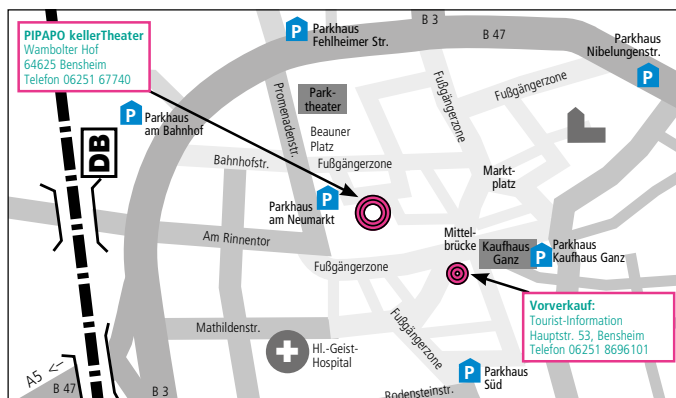 PIPAPO kellerTheater
Wambolter Hof
64625 Bensheim
Telefon 06251 67740
P
Parkhaus
Fehlheimer Str.
B 3
B 47
Parkhaus
Nibelungenstr.
P
P
Parkhaus
am Bahnhof
DB
Promenadenstr.
Park-
theater
Beauner
Platz
Fußgängerzone
Fußgängerzone
Fußgängerzone
Bahnhofstr.
Markt-
platz
P
Parkhaus
am Neumarkt
Am Rinnentor
Mittel-
brücke
Kaufhaus
Ganz
P
Parkhaus
Kaufhaus Ganz
Fußgängerzone
Vorverkauf:
Tourist-Information
Hauptstr. 53, Bensheim
Telefon 06251 8696101
Mathildenstr.
Fußgängerzone
Hl.-Geist-
Hospital
P
Parkhaus
Süd
A5 <-
B 47
B 3
Rodensteinstr.